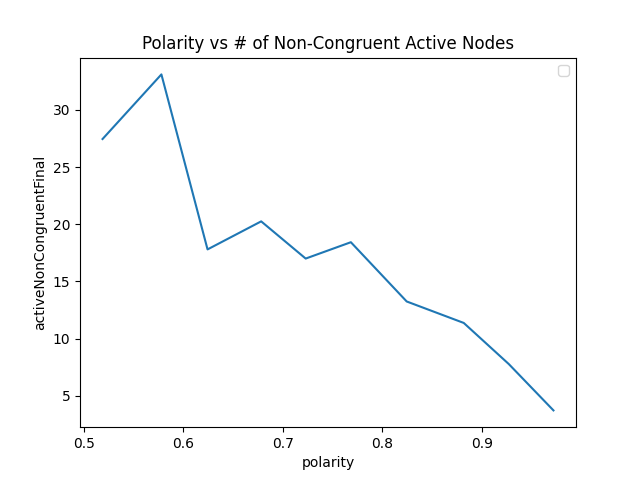 Polarity vs # of Non-Congruent Active Nodes
activeNonCongruentFinal
30
25
20
15
10
5
0.5 0.6 0.7 0.8 0.9
polarity